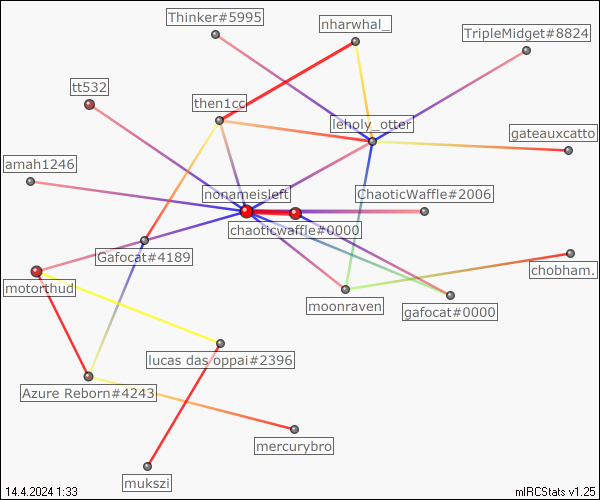 Thinker#5995
nharwhal_
TripleMidget#8824
tt532
then1cc
leholy_otter
gateauxcatto
amah1246
nonameisleft
ChaoticWaffle#2006
chaoticwaffle#0000
Gafocat#4189
chobham.
motorthud
moonraven
gafocat#0000
lucas das oppai#2396
Azure Reborn#4243
mercurybro
mukszi
14.4.2024 1:33
mIRCStats v1.25